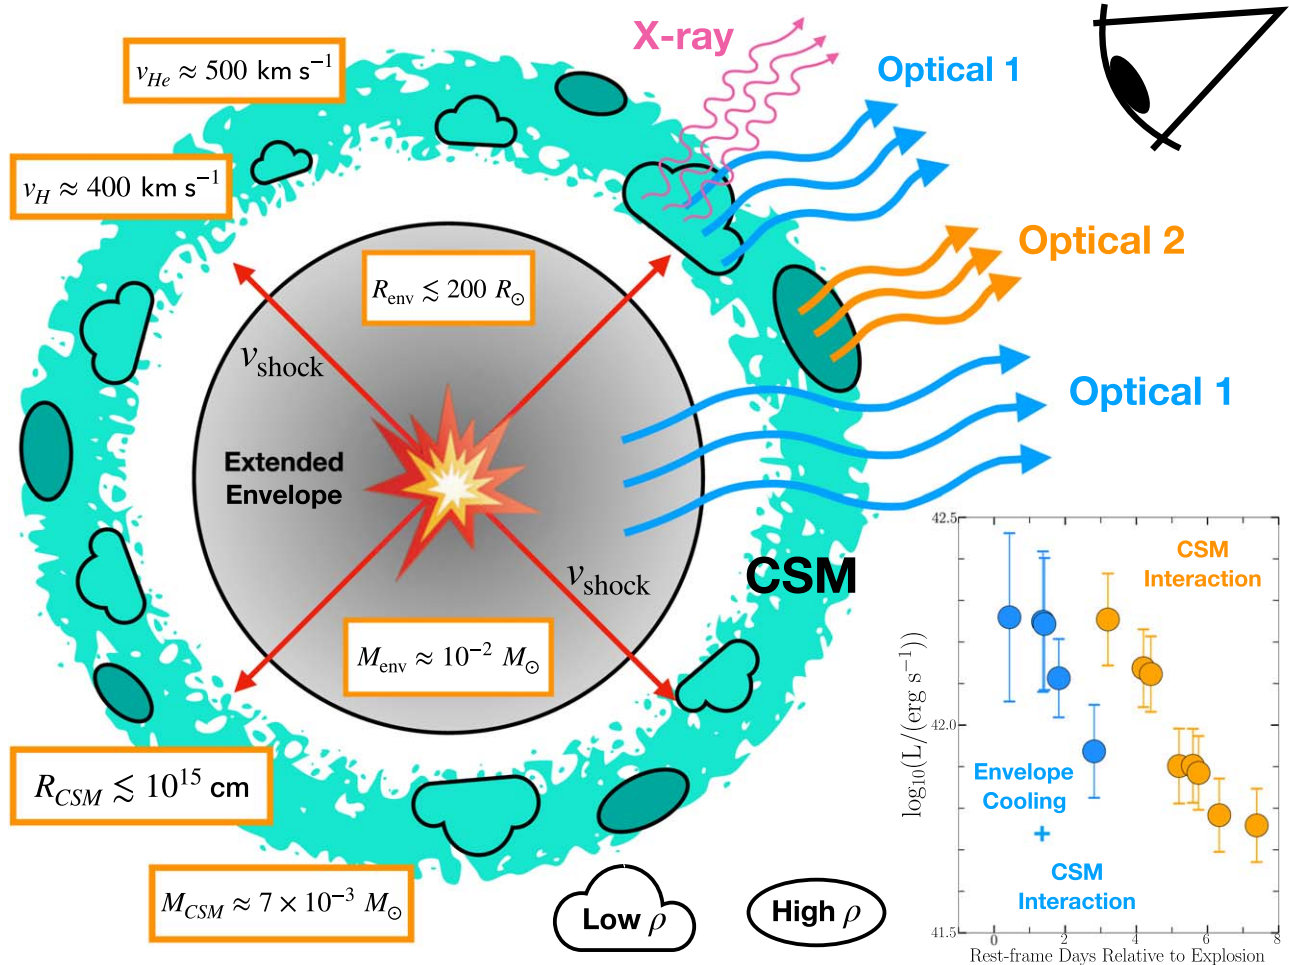 v_He ≈ 500 km s⁻¹
X-ray
Optical 1
v_H ≈ 400 km s⁻¹
Optical 2
R_env ≲ 200 R_⊙
v_shock
Optical 1
Extended
Envelope
v_shock
CSM
M_env ≈ 10⁻² M_⊙
R_CSM ≲ 10¹⁵ cm
M_CSM ≈ 7 × 10⁻³ M_⊙
Low ρ
High ρ
42.5
CSM
Interaction
42.0
log₁₀(L/(erg s⁻¹))
Envelope
Cooling
+
CSM
Interaction
41.5
0 2 4 6 8
Rest-frame Days Relative to Explosion